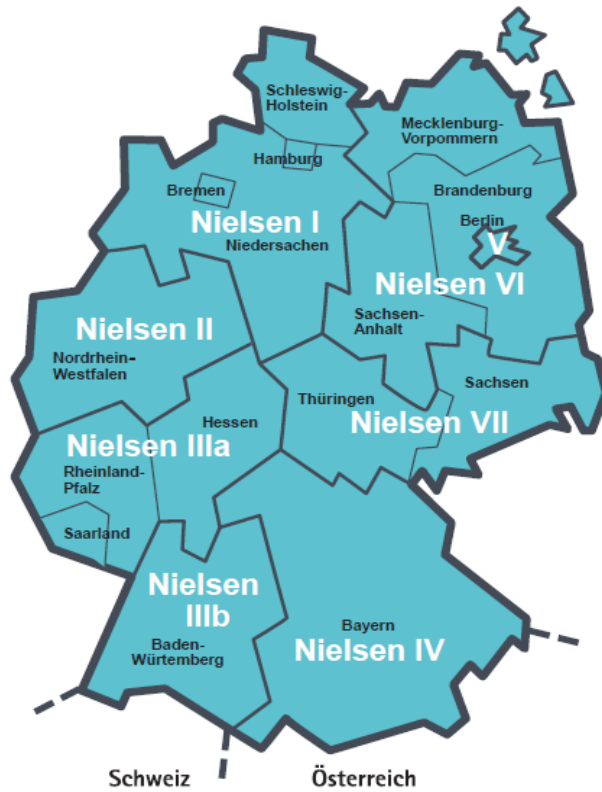 Schleswig-
Holstein
Mecklenburg-
Vorpommern
Hamburg
Bremen
Brandenburg
Nielsen I
Berlin
V
Niedersachen
Nielsen VI
Nielsen II
Sachsen-
Anhalt
Nordrhein-
Westfalen
Sachsen
Thüringen
Hessen
Nielsen VII
Nielsen IIIa
Rheinland-
Pfalz
Saarland
Nielsen
IIIb
Bayern
Baden-
Würtemberg
Nielsen IV
Schweiz
Österreich